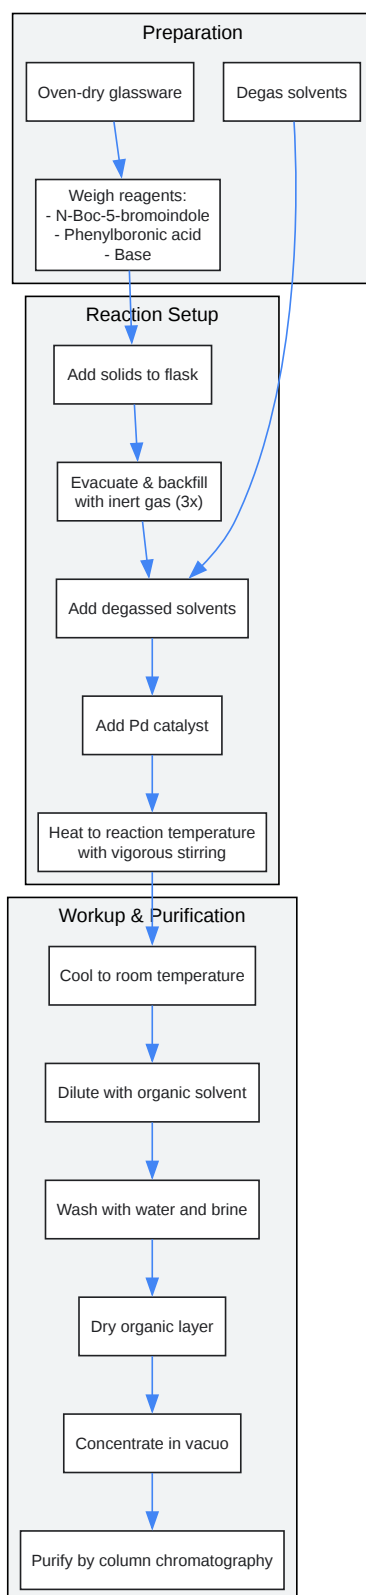 Preparation
Oven-dry glassware
Degas solvents
Weigh reagents:
- N-Boc-5-bromoindole
- Phenylboronic acid
- Base
Reaction Setup
Add solids to flask
Evacuate & backfill
with inert gas (3x)
Add degassed solvents
Add Pd catalyst
Heat to reaction temperature
with vigorous stirring
Workup & Purification
Cool to room temperature
Dilute with organic solvent
Wash with water and brine
Dry organic layer
Concentrate in vacuo
Purify by column chromatography